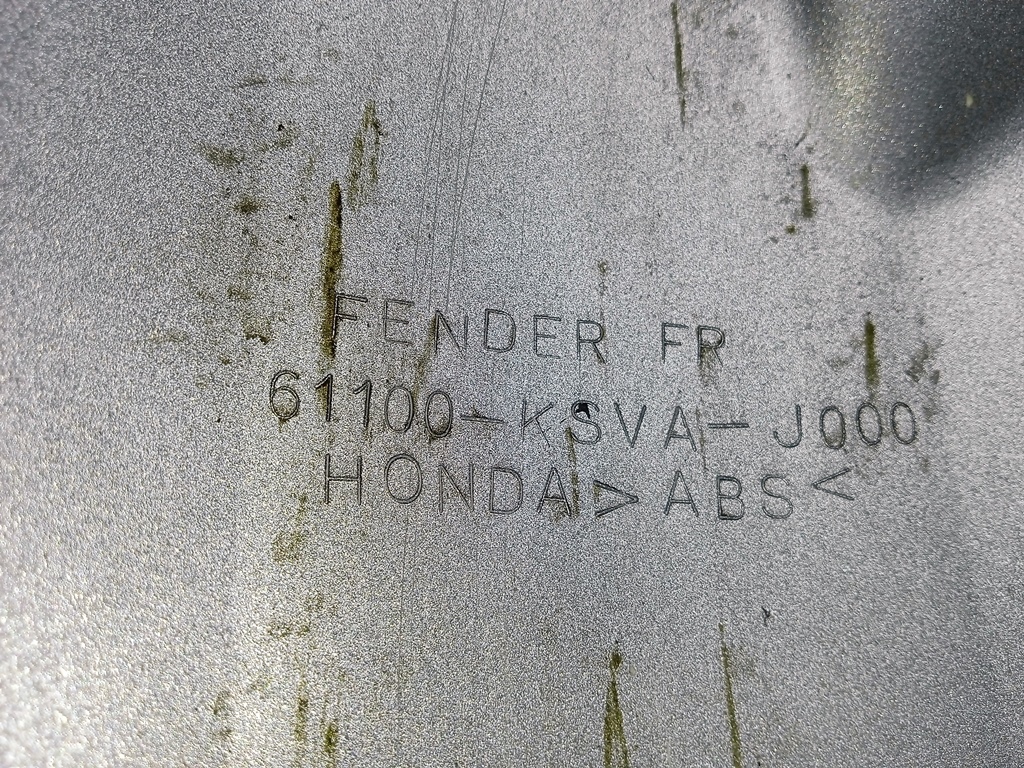 FENDER FR
61100-KSVA-J000
HONDA >ABS<